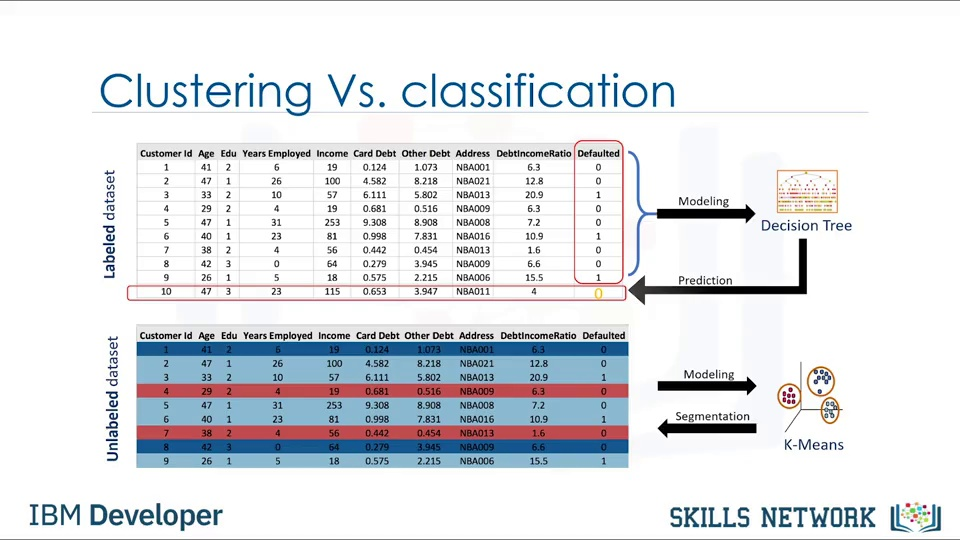 Clustering Vs. classification
Labeled dataset
Customer Id Age Edu Years Employed Income Card Debt Other Debt Address DebtIncomeRatio Defaulted
1 41 2 6 19 0.124 1.073 NBA001 6.3 0
2 47 1 26 100 4.582 8.218 NBA021 12.8 0
3 33 2 10 57 6.111 5.802 NBA013 20.9 1
4 29 2 4 19 0.681 0.516 NBA009 6.3 0
5 47 1 31 253 9.308 8.908 NBA008 7.2 0
6 40 1 23 81 0.998 7.831 NBA016 10.9 1
7 38 2 4 56 0.442 0.454 NBA013 1.6 0
8 42 3 0 64 0.279 3.945 NBA009 6.6 0
9 26 1 5 18 0.575 2.215 NBA006 15.5 1
10 47 3 23 115 0.653 3.947 NBA011 4 0
Modeling
Decision Tree
Prediction
Unlabeled dataset
Customer Id Age Edu Years Employed Income Card Debt Other Debt Address DebtIncomeRatio Defaulted
1 41 2 6 19 0.124 1.073 NBA001 6.3 0
2 47 1 26 100 4.582 8.218 NBA021 12.8 0
3 33 2 10 57 6.111 5.802 NBA013 20.9 1
4 29 2 4 19 0.681 0.516 NBA009 6.3 0
5 47 1 31 253 9.308 8.908 NBA008 7.2 0
6 40 1 23 81 0.998 7.831 NBA016 10.9 1
7 38 2 4 56 0.442 0.454 NBA013 1.6 0
8 42 3 0 64 0.279 3.945 NBA009 6.6 0
9 26 1 5 18 0.575 2.215 NBA006 15.5 1
Modeling
Segmentation
K-Means
IBM Developer
SKILLS NETWORK